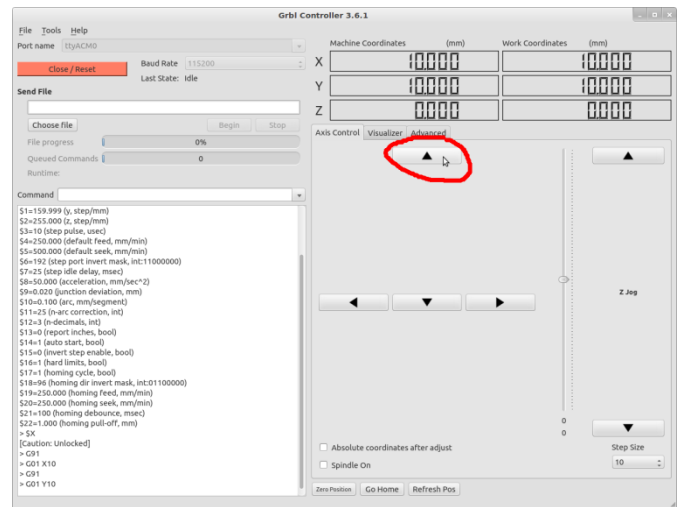 Grbl Controller 3.6.1
File Tools Help
Port name ttyACM0
Close / Reset
Baud Rate 115200
Last State: Idle
Send File
Choose file Begin Stop
File progress 0%
Queued Commands 0
Runtime:
Command
$1=159.999 (y, step/mm)
$2=255.000 (z, step/mm)
$3=10 (step pulse, usec)
$4=250.000 (default feed, mm/min)
$5=500.000 (default seek, mm/min)
$6=192 (step port invert mask, int:11000000)
$7=25 (step idle delay, msec)
$8=50.000 (acceleration, mm/sec^2)
$9=0.020 (junction deviation, mm)
$10=0.100 (arc, mm/segment)
$11=25 (n-arc correction, int)
$12=3 (n-decimals, int)
$13=0 (report inches, bool)
$14=1 (auto start, bool)
$15=0 (invert step enable, bool)
$16=1 (hard limits, bool)
$17=1 (homing cycle, bool)
$18=96 (homing dir invert mask, int:01100000)
$19=250.000 (homing feed, mm/min)
$20=250.000 (homing seek, mm/min)
$21=100 (homing debounce, msec)
$22=1.000 (homing pull-off, mm)
> $X
[Caution: Unlocked]
> G91
> G01 X10
> G91
> G01 Y10
Machine Coordinates (mm) Work Coordinates (mm)
X 10.000 10.000
Y 10.000 10.000
Z 0.000 0.000
Axis Control Visualizer Advanced
Z Jog
0
0
Absolute coordinates after adjust
Spindle On
Step Size
10
Zero Position Go Home Refresh Pos